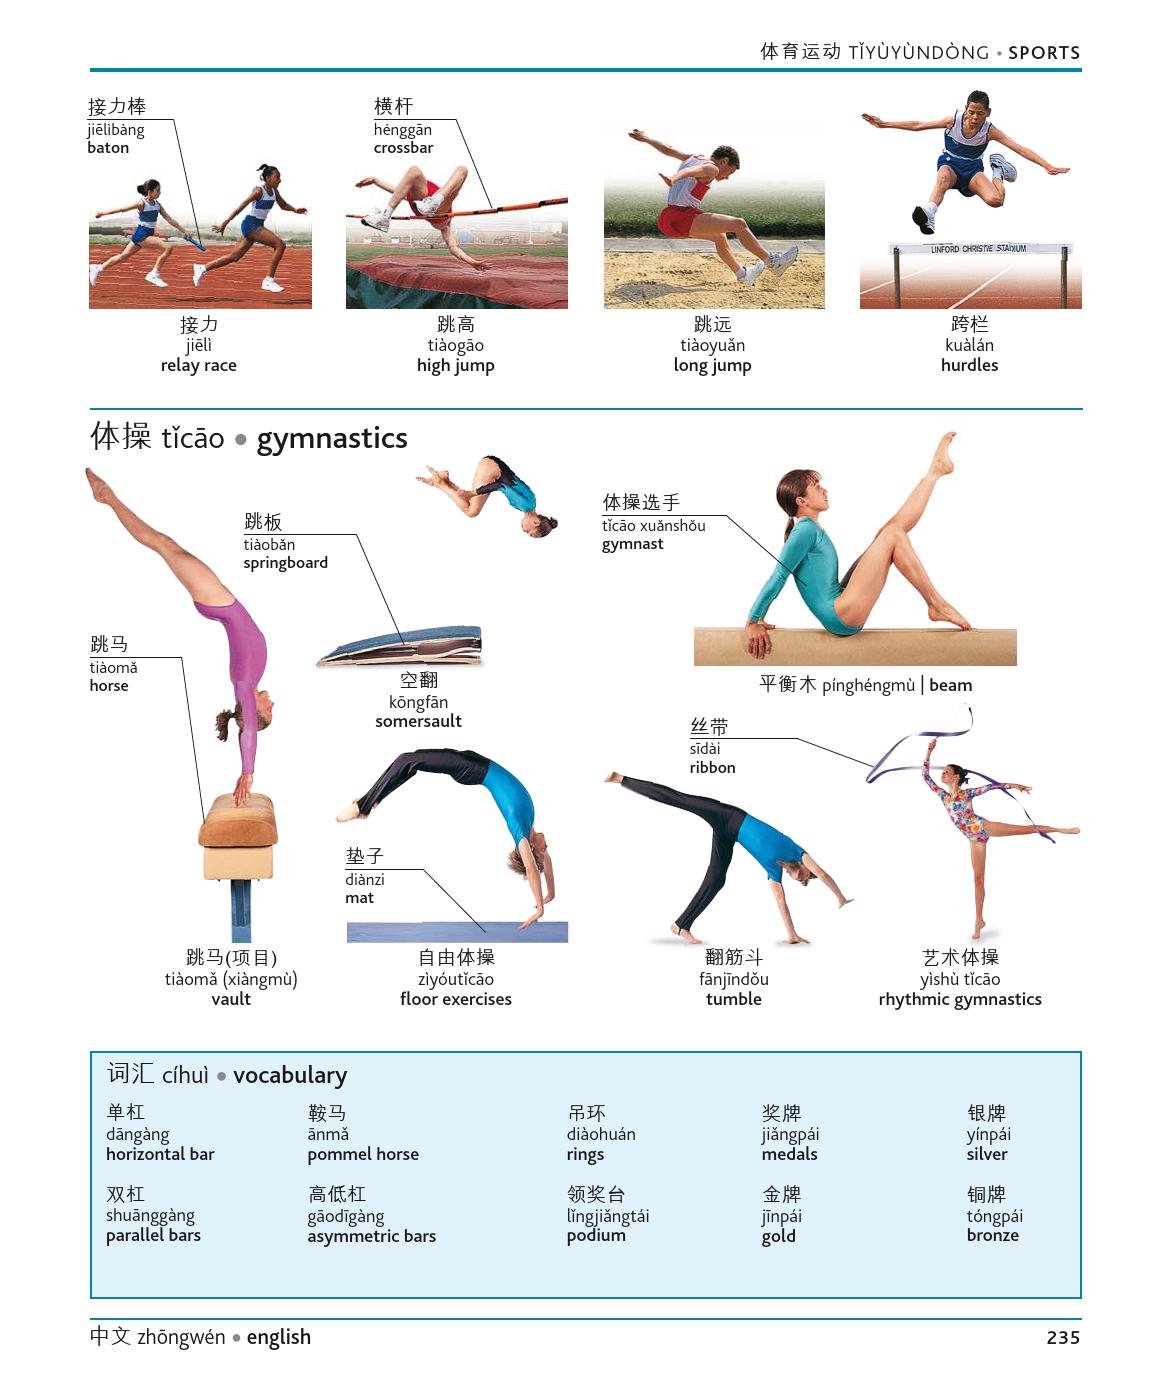 体育运动 TǏYÙYÙNDÒNG • SPORTS
接力棒
jiēlìbàng
baton
横杆
hénggān
crossbar
LINFORD CHRISTIE STADIUM
接力
jiēlì
relay race
跳高
tiàogāo
high jump
跳远
tiàoyuǎn
long jump
跨栏
kuàlán
hurdles
体操 tǐcāo • gymnastics
跳板
tiàobǎn
springboard
体操选手
tǐcāo xuǎnshǒu
gymnast
跳马
tiàomǎ
horse
空翻
kōngfān
somersault
平衡木 pínghéngmù | beam
丝带
sīdài
ribbon
垫子
diànzi
mat
跳马(项目)
tiàomǎ (xiàngmù)
vault
自由体操
zìyóutǐcāo
floor exercises
翻筋斗
fānjīndǒu
tumble
艺术体操
yìshù tǐcāo
rhythmic gymnastics
词汇 cíhuì • vocabulary
单杠
dāngàng
horizontal bar
鞍马
ānmǎ
pommel horse
吊环
diàohuán
rings
奖牌
jiǎngpái
medals
银牌
yínpái
silver
双杠
shuānggàng
parallel bars
高低杠
gāodīgàng
asymmetric bars
领奖台
lǐngjiǎngtái
podium
金牌
jīnpái
gold
铜牌
tóngpái
bronze
中文 zhōngwén • english
235